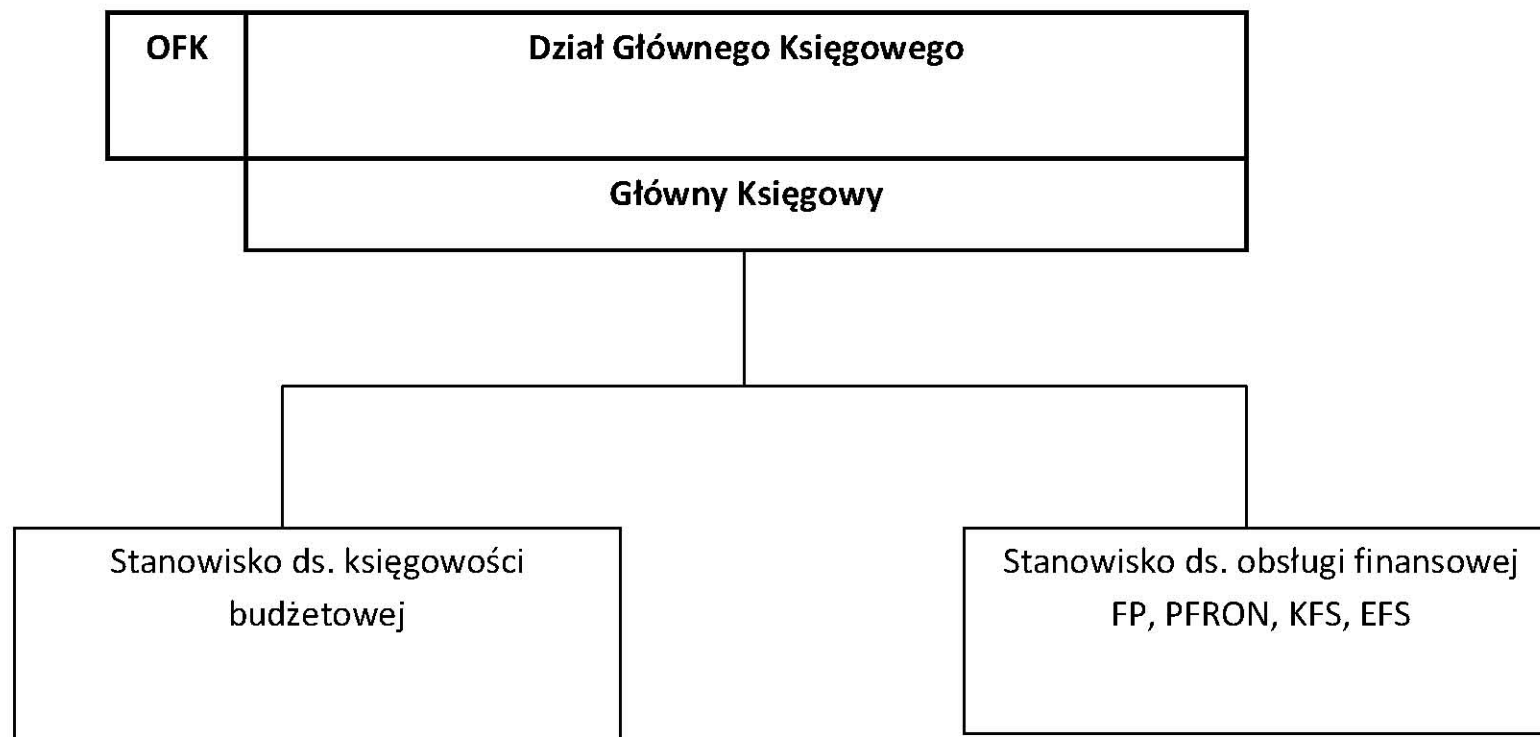 OFK
Dział Głównego Księgowego
Główny Księgowy
Stanowisko ds. księgowości
budżetowej
Stanowisko ds. obsługi finansowej
FP, PFRON, KFS, EFS